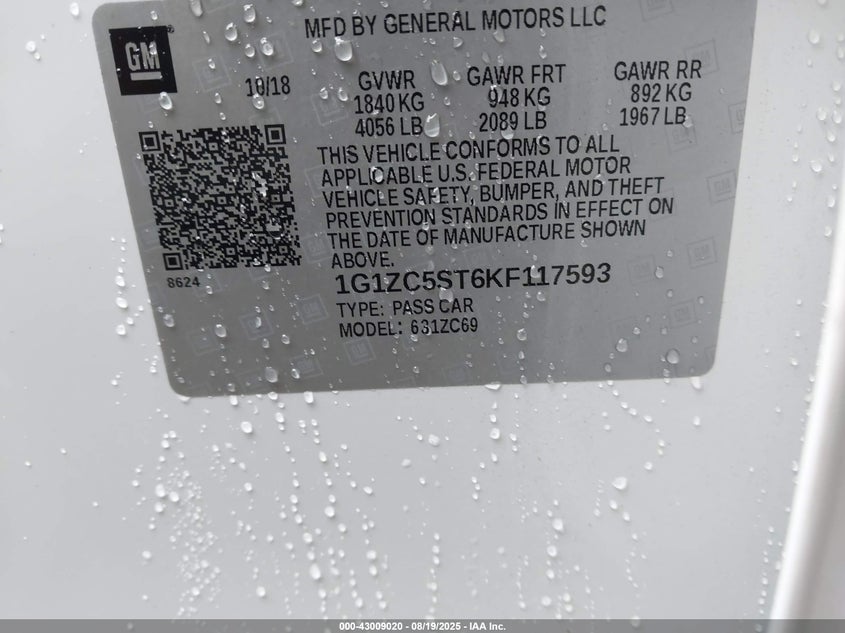 MFD BY GENERAL MOTORS LLC
GM
10/18
GVWR
1840 KG
4056 LB
GAWR FRT
948 KG
2089 LB
GAWR RR
892 KG
1967 LB
THIS VEHICLE CONFORMS TO ALL
APPLICABLE U.S. FEDERAL MOTOR
VEHICLE SAFETY, BUMPER, AND THEFT
PREVENTION STANDARDS IN EFFECT ON
THE DATE OF MANUFACTURE SHOWN
ABOVE.
8624
1G1ZC5ST6KF117593
TYPE: PASS CAR
MODEL: 631ZC69
000-43009020 - 08/19/2025 - IAA Inc.